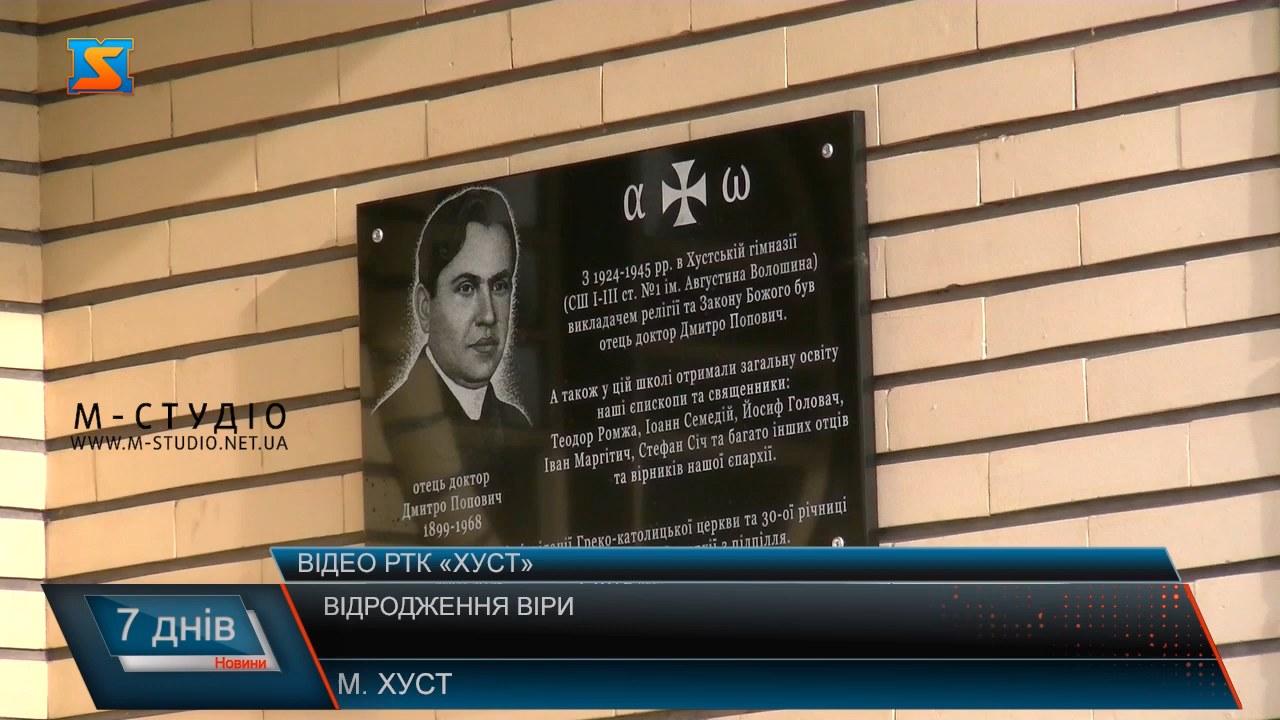 α ω
З 1924-1945 рр. в Хустській гімназії
(СШ І-ІІІ ст. №1 ім. Августина Волошина)
викладачем релігії та Закону Божого був
отець доктор Дмитро Попович.
А також у цій школі отримали загальну освіту
наші єпископи та священники:
Теодор Ромжа, Іоанн Семедій, Йосиф Головач,
Іван Маргітич, Стефан Січ та багато інших отців
та вірників нашої єпархії.
отець доктор
Дмитро Попович
1899-1968
Греко-католицької церкви та 30-ої річниці
з підпілля.
М-СТУДІО
WWW.M-STUDIO.NET.UA
ВІДЕО РТК «ХУСТ»
7 днів
Новини
ВІДРОДЖЕННЯ ВІРИ
М. ХУСТ